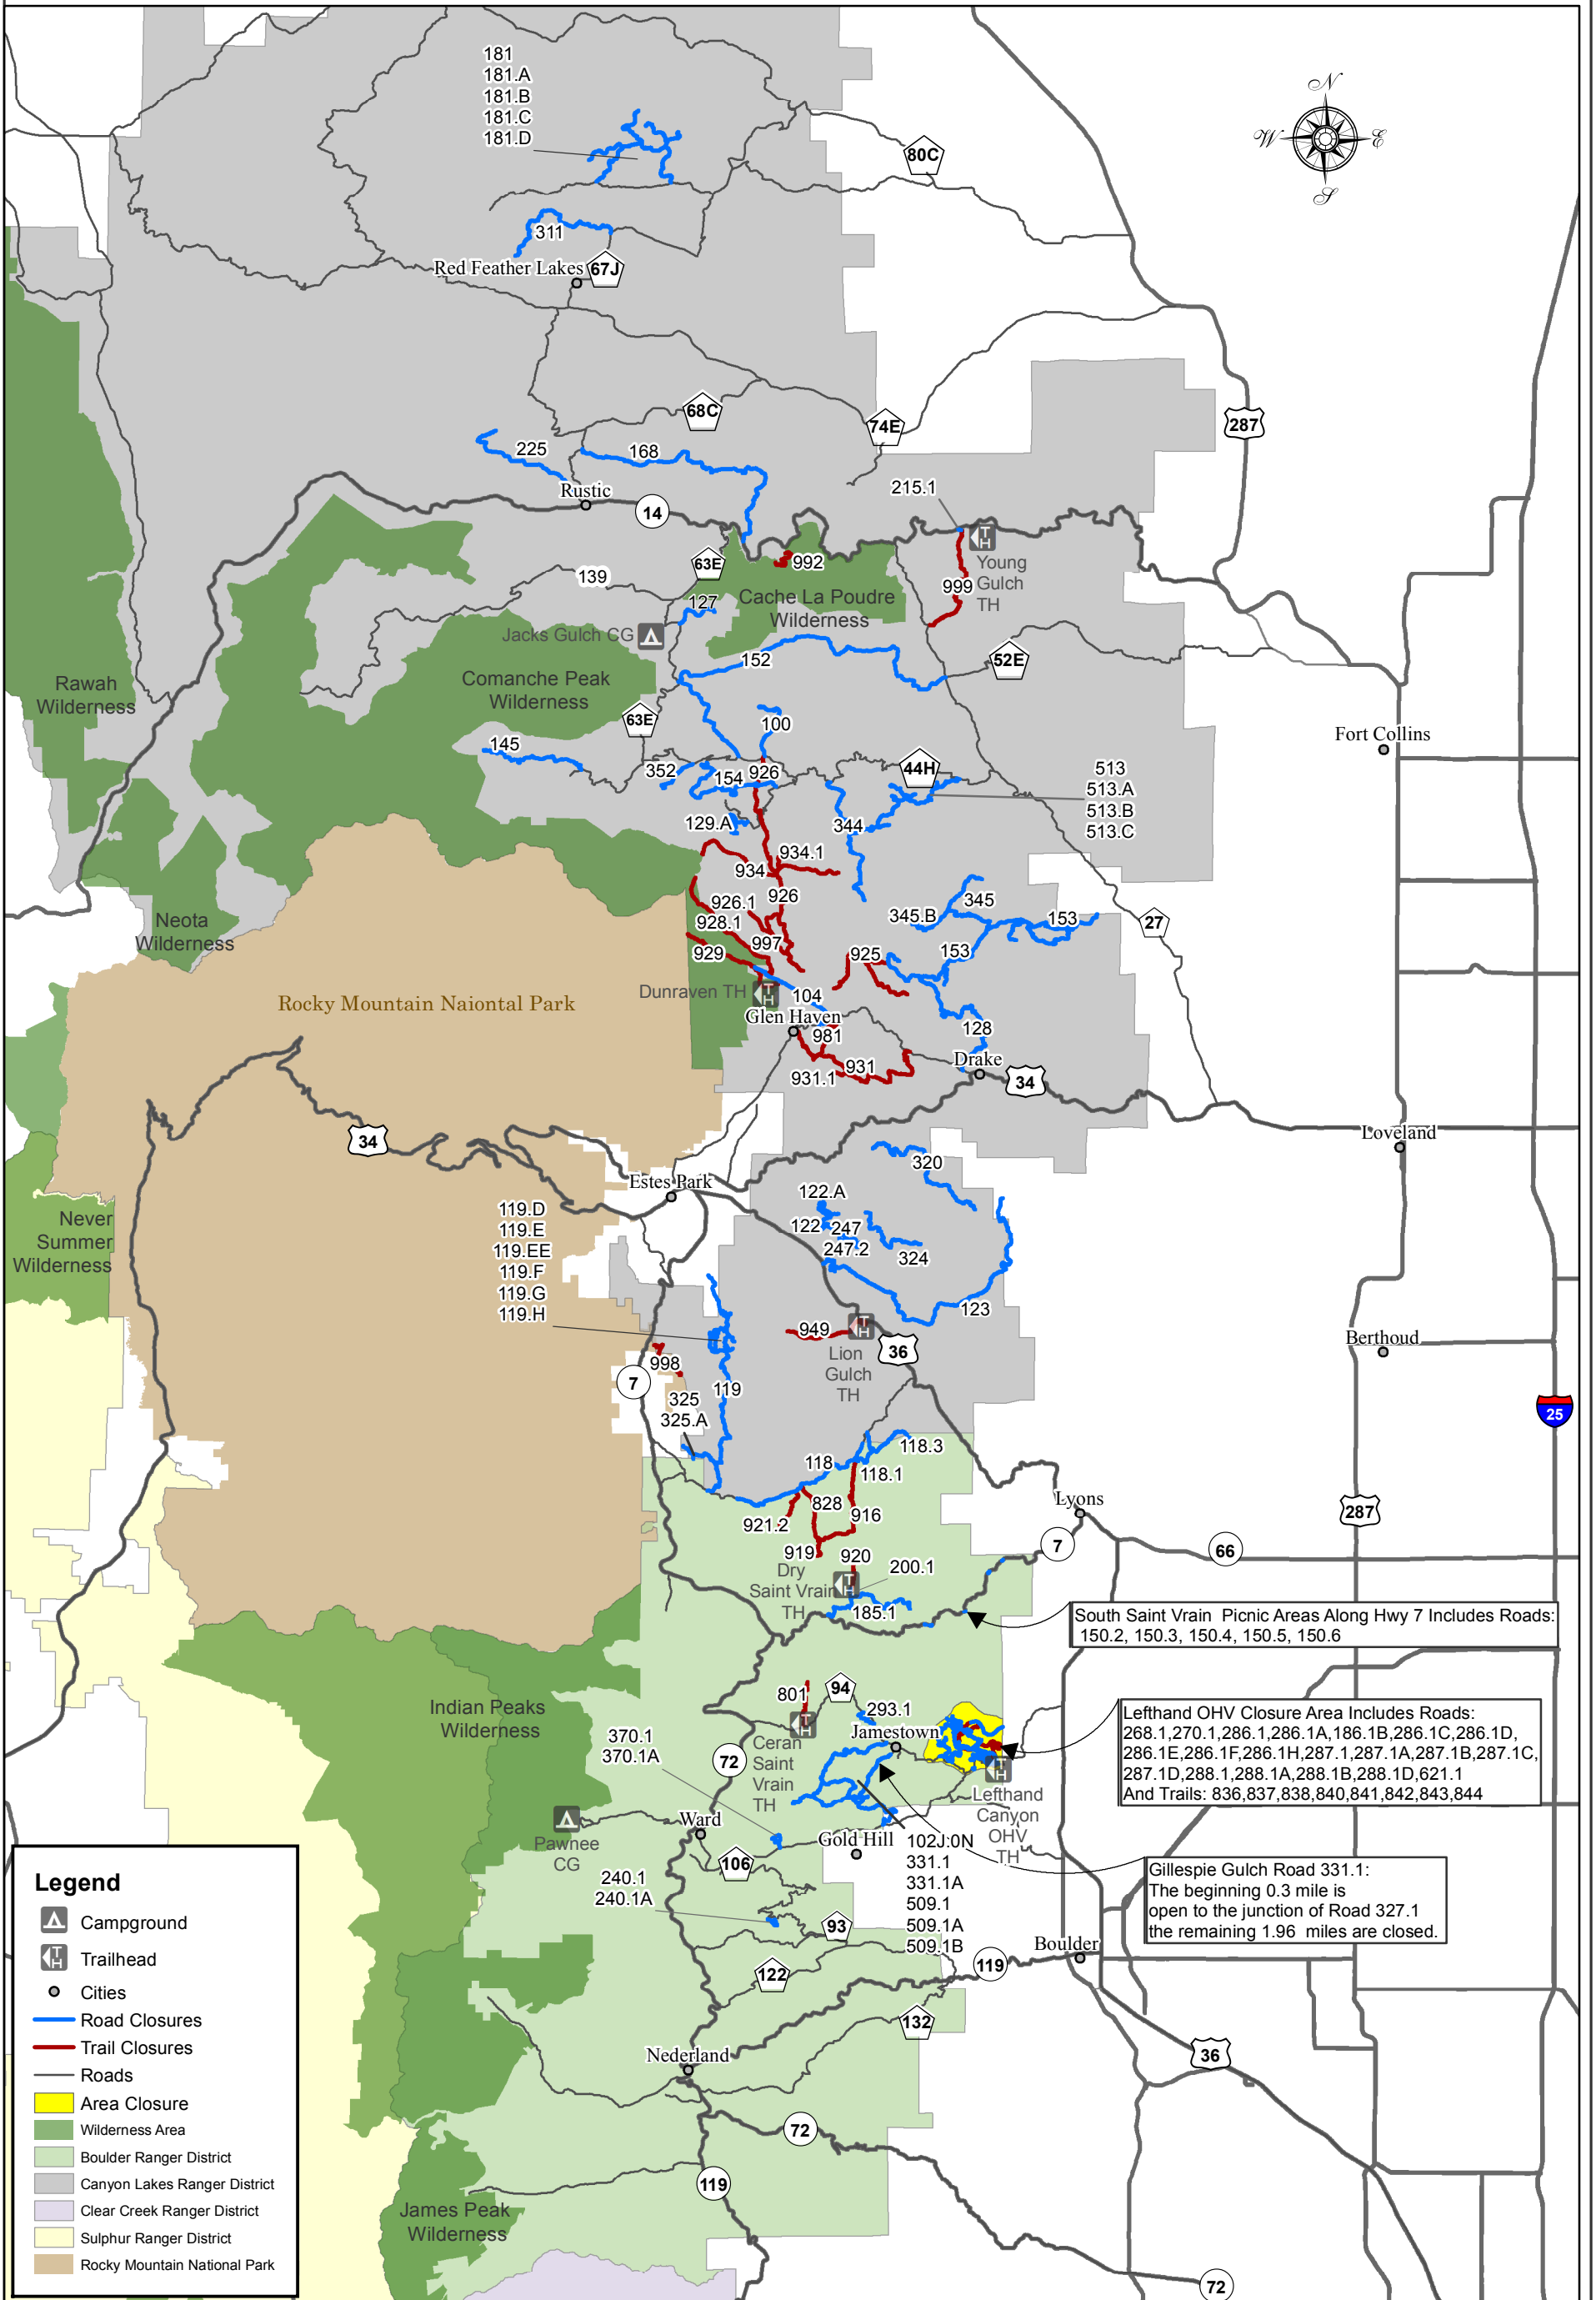 N
W
E
S
181
181.A
181.B
181.C
181.D
80C
311
Red Feather Lakes
67J
68C
74E
287
225
168
215.1
Rustic
14
Young
Gulch
TH
T
H
992
63E
139
999
127
Cache La Poudre
Wilderness
Jacks Gulch CG
152
52E
Rawah
Wilderness
Comanche Peak
Wilderness
63E
100
Fort Collins
145
352
154
926
44H
513
513.A
513.B
513.C
129.A
344
934
934.1
926
926.1
928.1
345
345.B
153
27
Neota
Wilderness
997
929
925
153
Dunraven TH
T
H
104
Rocky Mountain Naiontal Park
Glen Haven
981
128
931
931.1
Drake
34
34
Loveland
320
Estes Park
122.A
122
247
247.2
324
Never
Summer
Wilderness
119.D
119.E
119.EE
119.F
119.G
119.H
123
949
T
H
Lion
Gulch
TH
36
Berthoud
998
7
119
325
325.A
25
118.3
118
118.1
828
916
921.2
Lyons
287
7
66
919
920
Dry
Saint Vrain
TH
T
H
200.1
185.1
South Saint Vrain  Picnic Areas Along Hwy 7 Includes Roads:
150.2, 150.3, 150.4, 150.5, 150.6
Indian Peaks
Wilderness
801
94
293.1
T
H
Ceran
Saint
Vrain
TH
Jamestown
370.1
370.1A
72
Lefthand OHV Closure Area Includes Roads:
268.1,270.1,286.1,286.1A,186.1B,286.1C,286.1D,
286.1E,286.1F,286.1H,287.1,287.1A,287.1B,287.1C,
287.1D,288.1,288.1A,288.1B,288.1D,621.1
And Trails: 836,837,838,840,841,842,843,844
T
H
Lefthand
Canyon
OHV
TH
Pawnee
CG
Ward
Gold Hill
106
102J:0N
331.1
331.1A
509.1
509.1A
509.1B
Gillespie Gulch Road 331.1:
The beginning 0.3 mile is
open to the junction of Road 327.1
the remaining 1.96  miles are closed.
240.1
240.1A
93
Boulder
119
122
132
Nederland
36
72
119
James Peak
Wilderness
72
Legend
Campground
T
H
Trailhead
Cities
Road Closures
Trail Closures
Roads
Area Closure
Wilderness Area
Boulder Ranger District
Canyon Lakes Ranger District
Clear Creek Ranger District
Sulphur Ranger District
Rocky Mountain National Park